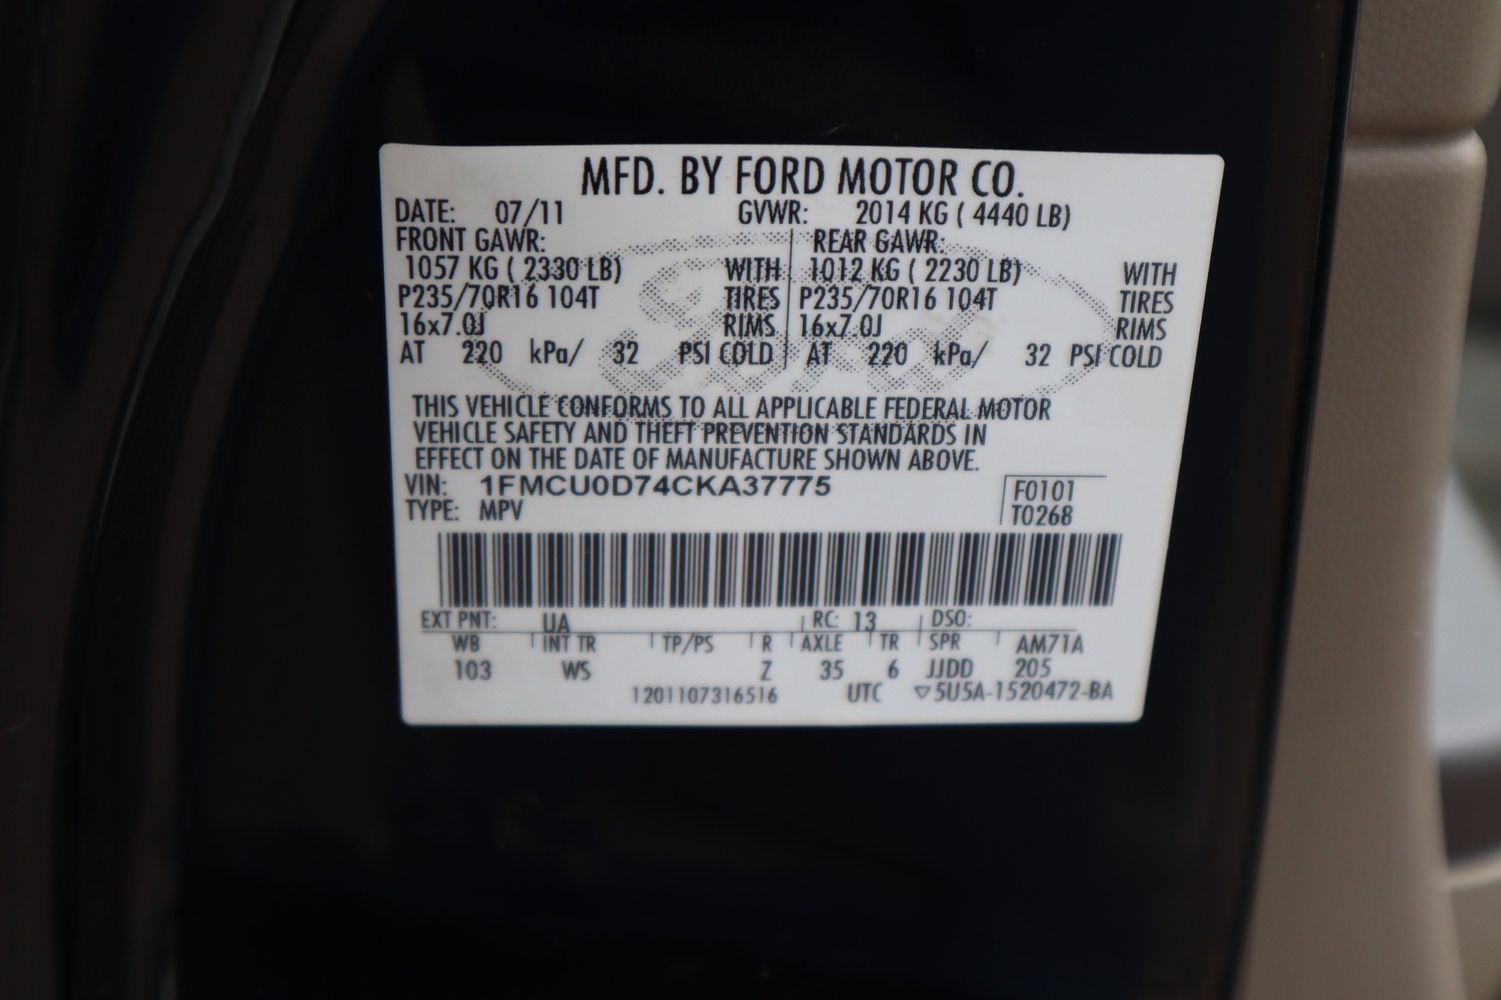 MFD. BY FORD MOTOR CO.
DATE: 07/11 GVWR: 2014 KG ( 4440 LB)
FRONT GAWR: REAR GAWR:
1057 KG ( 2330 LB) WITH 1012 KG ( 2230 LB) WITH
P235/70R16 104T TIRES P235/70R16 104T TIRES
16x7.0J RIMS 16x7.0J RIMS
AT 220 kPa/ 32 PSI COLD AT 220 kPa/ 32 PSI COLD
Ford
THIS VEHICLE CONFORMS TO ALL APPLICABLE FEDERAL MOTOR
VEHICLE SAFETY AND THEFT PREVENTION STANDARDS IN
EFFECT ON THE DATE OF MANUFACTURE SHOWN ABOVE.
VIN: 1FMCU0D74CKA37775 F0101
TYPE: MPV T0268
EXT PNT: UA RC: 13 DSO:
WB INT TR TP/PS R AXLE TR SPR AM71A
103 WS Z 35 6 JJDD 205
1201107316516 UTC ▽5U5A-1520472-BA